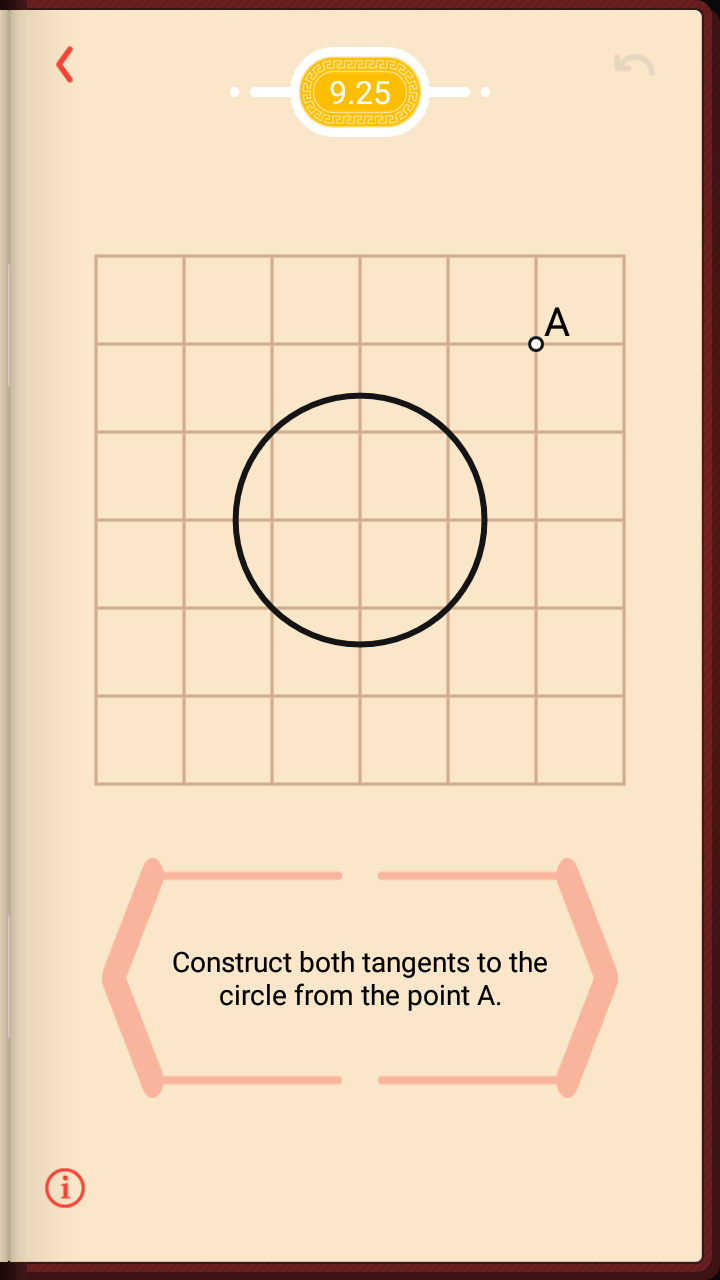 9.25
A
Construct both tangents to the
circle from the point A.
i